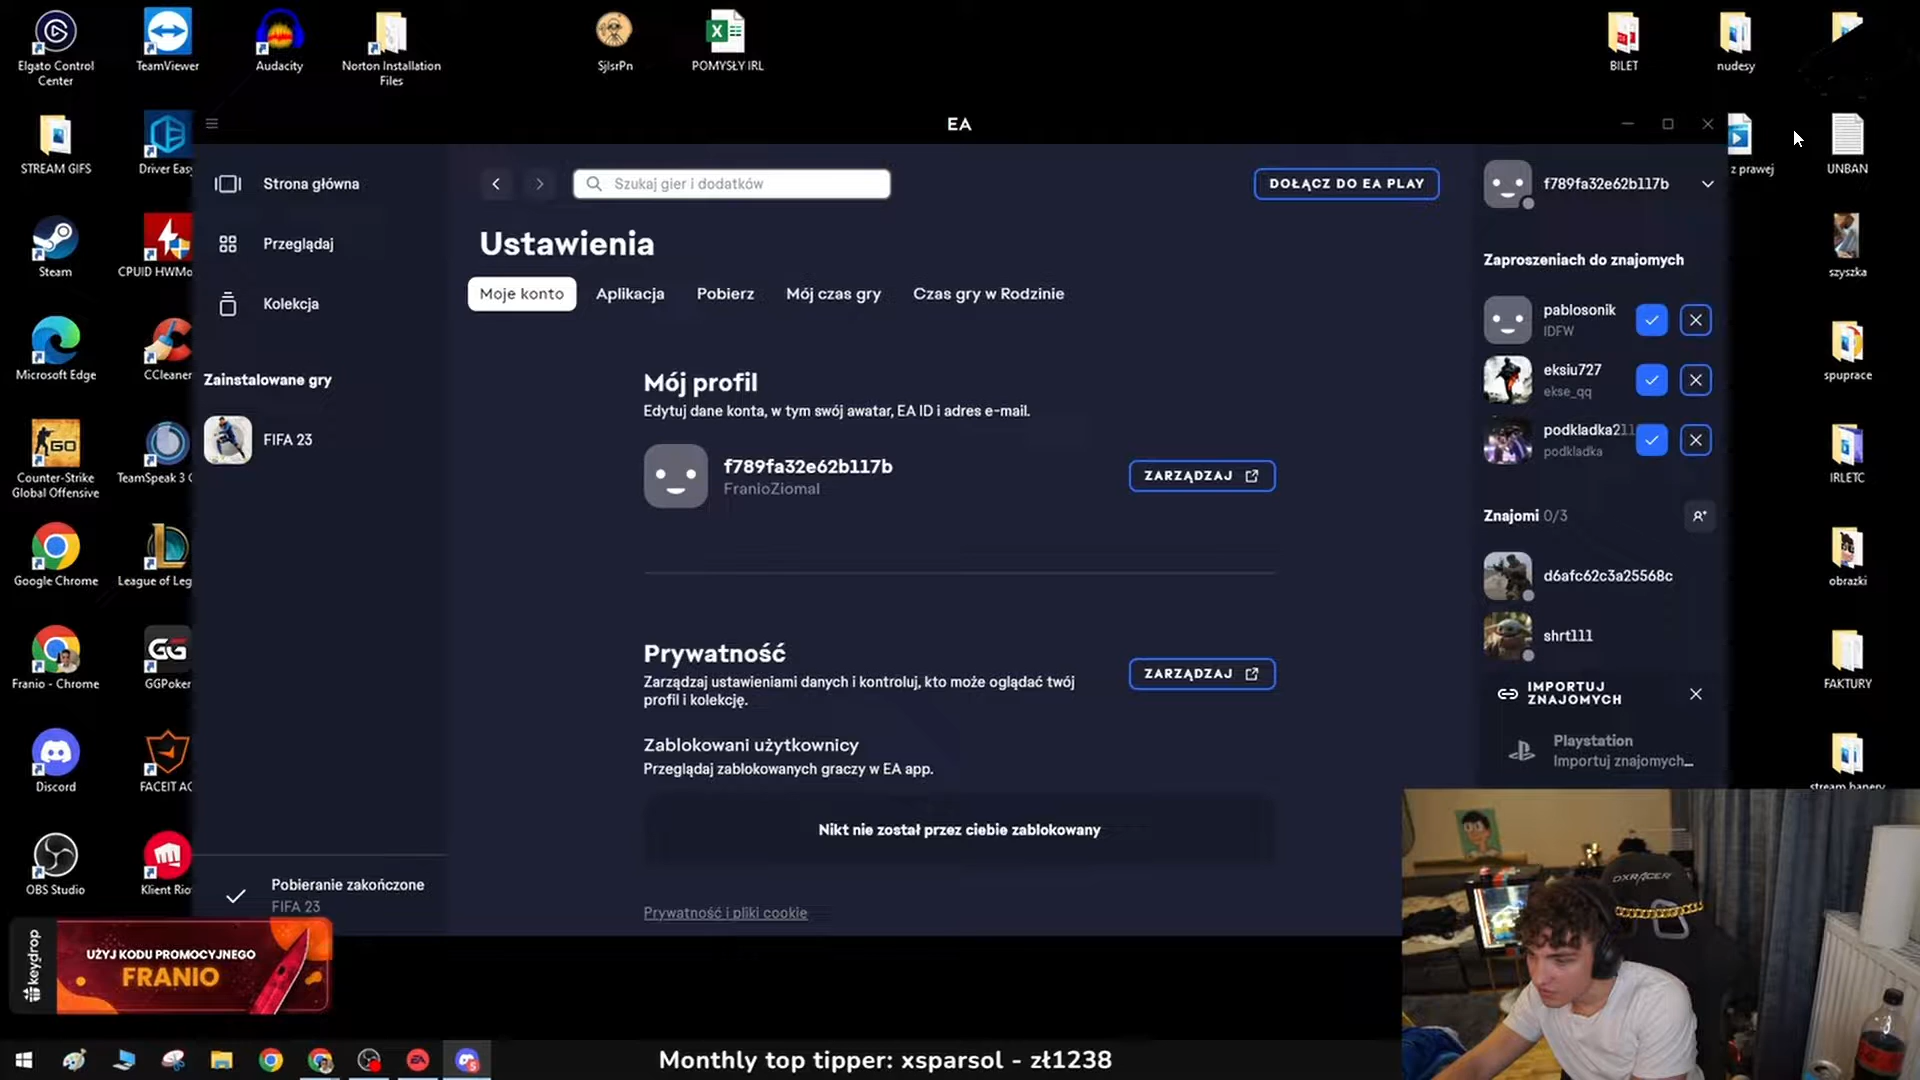 Elgato Control
Center
TeamViewer
Audacity
Norton Installation
Files
SjlsrPn
POMYSŁY IRL
BILET
nudesy
EA
STREAM GIFS
Driver Easy
z prawej
UNBAN
Strona główna
Szukaj gier i dodatków
DOŁĄCZ DO EA PLAY
f789fa32e62b117b
Ustawienia
Przeglądaj
Zaproszeniach do znajomych
Steam
CPUID HWMo
szyszka
Moje konto
Aplikacja
Pobierz
Mój czas gry
Czas gry w Rodzinie
Kolekcja
pablosonik
IDFW
Microsoft Edge
CCleaner
Zainstalowane gry
Mój profil
Edytuj dane konta, w tym swój awatar, EA ID i adres e-mail.
eksiu727
ekse_qq
spuprace
FIFA 23
podkladka211
podkladka
GO
Counter-Strike
Global Offensive
TeamSpeak 3 C
f789fa32e62b117b
FranioZiomal
ZARZĄDZAJ
IRLETC
Znajomi 0/3
Google Chrome
League of Leg
d6afc62c3a25568c
obrazki
shrt111
Prywatność
Zarządzaj ustawieniami danych i kontroluj, kto może oglądać twój
profil i kolekcję.
ZARZĄDZAJ
Franio - Chrome
GG
GGPoker
IMPORTUJ
ZNAJOMYCH
FAKTURY
Zablokowani użytkownicy
Przeglądaj zablokowanych graczy w EA app.
Playstation
Importuj znajomych...
Discord
FACEIT AC
stream banery
Nikt nie został przez ciebie zablokowany
OBS Studio
Klient Rio
Pobieranie zakończone
FIFA 23
Prywatność i pliki cookie
DXRACER
keydrop
UŻYJ KODU PROMOCYJNEGO
FRANIO
EA
Monthly top tipper: xsparsol - zł1238